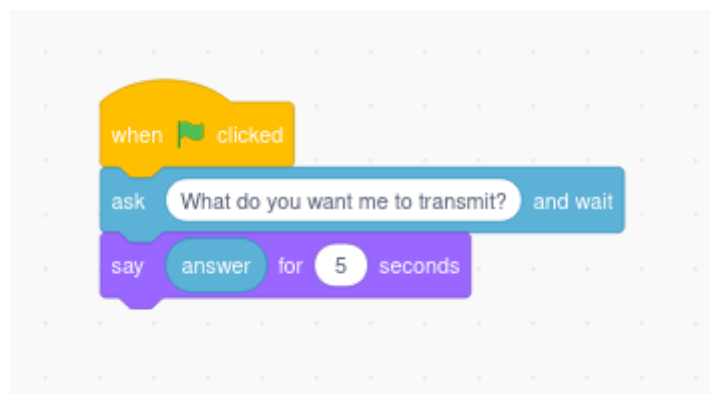 when clicked
ask What do you want me to transmit? and wait
say answer for 5 seconds